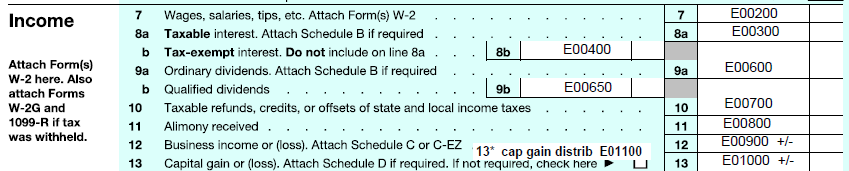 Income
7 Wages, salaries, tips, etc. Attach Form(s) W-2 . . . . . . . . . . . 7 E00200
8a Taxable interest. Attach Schedule B if required . . . . . . . . . . . 8a E00300
b Tax-exempt interest. Do not include on line 8a . . . 8b E00400
Attach Form(s)
W-2 here. Also
attach Forms
W-2G and
1099-R if tax
was withheld.
9a Ordinary dividends. Attach Schedule B if required . . . . . . . . . . 9a E00600
b Qualified dividends . . . . . . . . . . . 9b E00650
10 Taxable refunds, credits, or offsets of state and local income taxes . . . . . . 10 E00700
11 Alimony received . . . . . . . . . . . . . . . . . . . 11 E00800
12 Business income or (loss). Attach Schedule C or C-EZ 12 E00900 +/-
13* cap gain distrib E01100
13 Capital gain or (loss). Attach Schedule D if required. If not required, check here ▶ 13 E01000 +/-